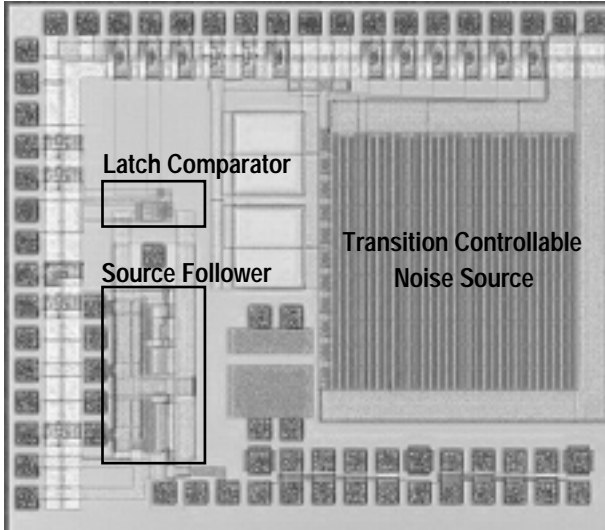 Latch Comparator
Source Follower
Transition Controllable
Noise Source